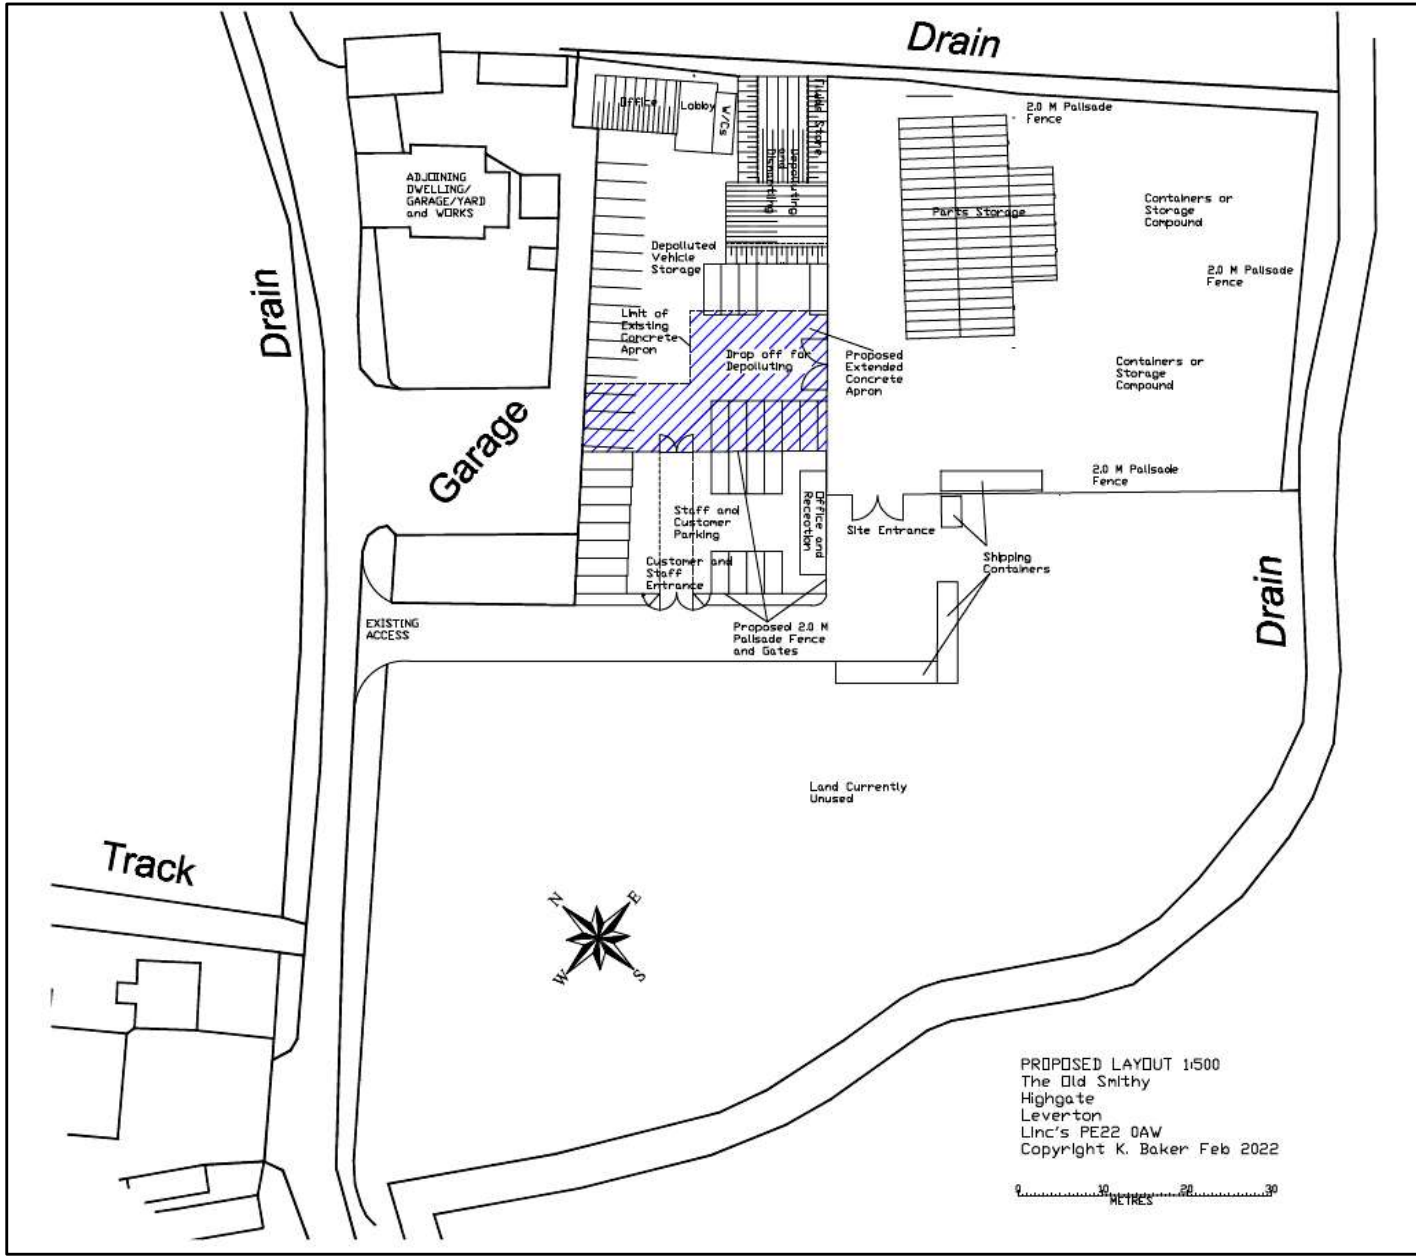 Drain
Office
Lobby
W/Cs
Fluids Store
Depolluting
and
Dismantling
2.0 M Palisade
Fence
ADJOINING
DWELLING/
GARAGE/YARD
and WORKS
Parts Storage
Containers or
Storage
Compound
Depolluted
Vehicle
Storage
2.0 M Palisade
Fence
Drain
Limit of
Existing
Concrete
Apron
Drop off for
Depolluting
Proposed
Extended
Concrete
Apron
Containers or
Storage
Compound
Garage
2.0 M Palisade
Fence
Staff and
Customer
Parking
Office and
Reception
Site Entrance
Customer and
Staff
Entrance
Shipping
Containers
Drain
EXISTING
ACCESS
Proposed 2.0 M
Palisade Fence
and Gates
Land Currently
Unused
Track
N
E
W
S
PROPOSED LAYOUT 1:500
The Old Smithy
Highgate
Leverton
Linc's PE22 0AW
Copyright K. Baker Feb 2022
0 10 20 30
METRES